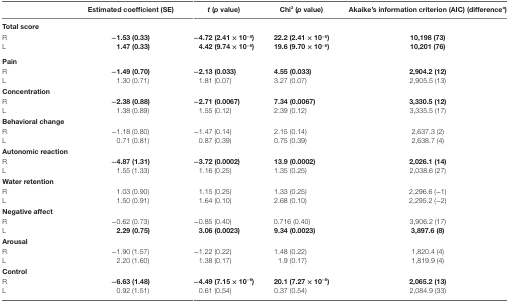 Estimated coefficient (SE) t (p value) Chi² (p value) Akaike's information criterion (AIC) (differenceᵃ)
Total score
R −1.53 (0.33) −4.72 (2.41 × 10⁻⁶) 22.2 (2.41 × 10⁻⁶) 10,198 (73)
L 1.47 (0.33) 4.42 (9.74 × 10⁻⁶) 19.6 (9.70 × 10⁻⁶) 10,201 (76)
Pain
R −1.49 (0.70) −2.13 (0.033) 4.55 (0.033) 2,904.2 (12)
L 1.30 (0.71) 1.81 (0.07) 3.27 (0.07) 2,905.5 (13)
Concentration
R −2.38 (0.88) −2.71 (0.0067) 7.34 (0.0067) 3,330.5 (12)
L 1.38 (0.89) 1.55 (0.12) 2.39 (0.12) 3,335.5 (17)
Behavioral change
R −1.18 (0.80) −1.47 (0.14) 2.15 (0.14) 2,637.3 (2)
L 0.71 (0.81) 0.87 (0.39) 0.75 (0.39) 2,638.7 (4)
Autonomic reaction
R −4.87 (1.31) −3.72 (0.0002) 13.9 (0.0002) 2,026.1 (14)
L 1.55 (1.33) 1.16 (0.25) 1.35 (0.25) 2,038.6 (27)
Water retention
R 1.03 (0.90) 1.15 (0.25) 1.33 (0.25) 2,296.6 (−1)
L 1.50 (0.91) 1.64 (0.10) 2.68 (0.10) 2,295.2 (−2)
Negative affect
R −0.62 (0.73) −0.85 (0.40) 0.716 (0.40) 3,906.2 (17)
L 2.29 (0.75) 3.06 (0.0023) 9.34 (0.0023) 3,897.6 (8)
Arousal
R −1.90 (1.57) −1.22 (0.22) 1.48 (0.22) 1,820.4 (4)
L 2.20 (1.60) 1.38 (0.17) 1.9 (0.17) 1,819.9 (4)
Control
R −6.63 (1.48) −4.49 (7.15 × 10⁻⁶) 20.1 (7.27 × 10⁻⁶) 2,065.2 (13)
L 0.92 (1.51) 0.61 (0.54) 0.37 (0.54) 2,084.9 (33)